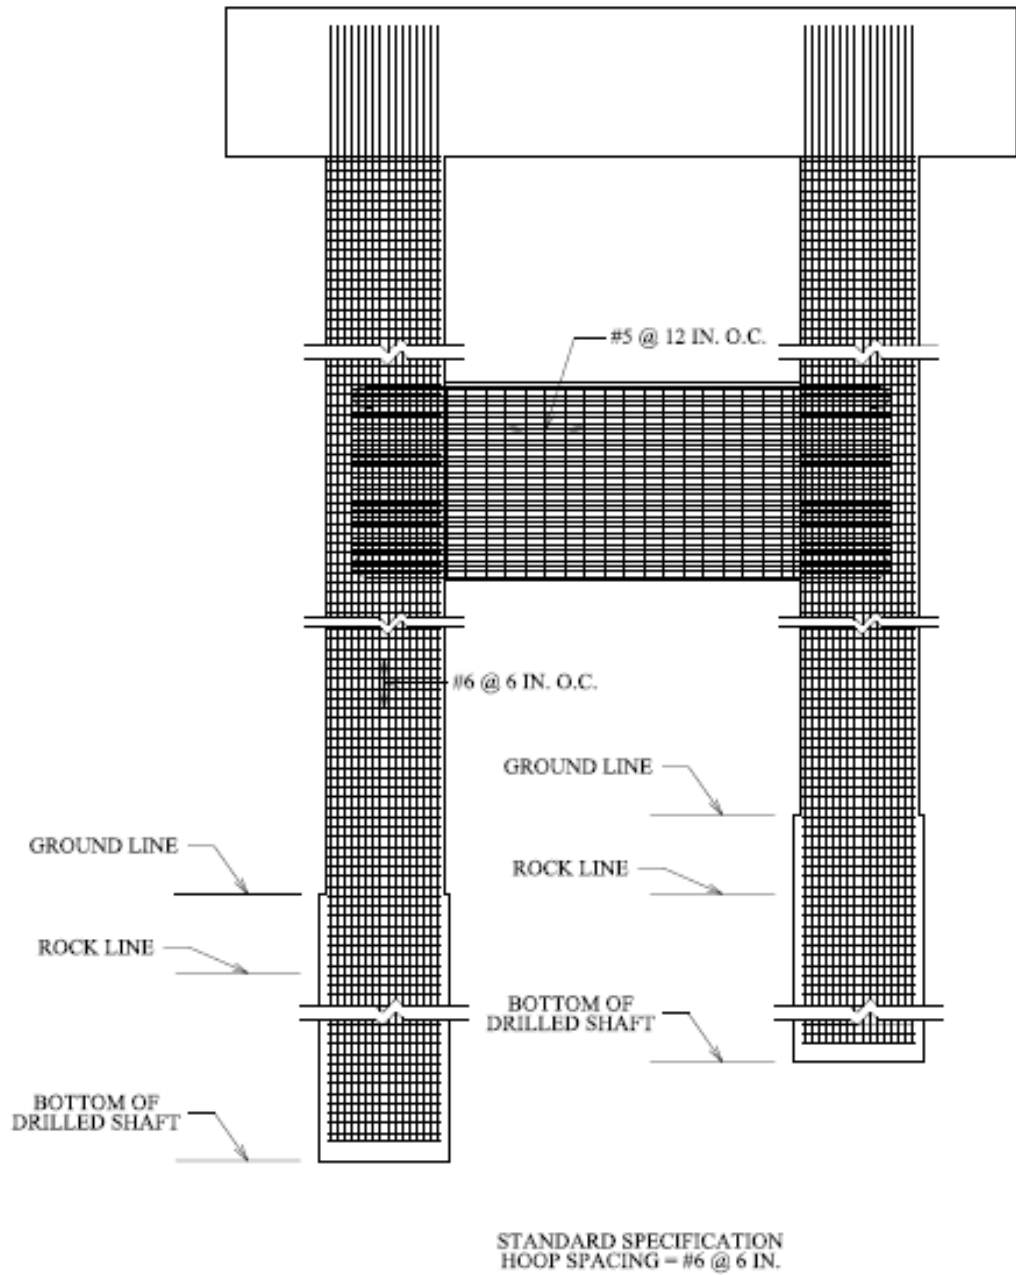 #5 @ 12 IN. O.C.
#6 @ 6 IN. O.C.
GROUND LINE
GROUND LINE
ROCK LINE
ROCK LINE
BOTTOM OF
DRILLED SHAFT
BOTTOM OF
DRILLED SHAFT
STANDARD SPECIFICATION
HOOP SPACING = #6 @ 6 IN.